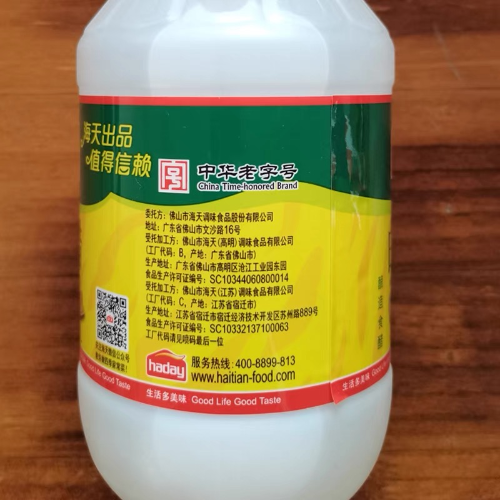 海天出品
值得信赖
中华老字号
China Time-honored Brand
委托方：佛山市海天调味食品股份有限公司
地址：广东省佛山市文沙路16号
受托加工方：佛山市海天（高明）调味食品有限公司
（工厂代码：B，产地：广东省佛山市）
生产地址：广东省佛山市高明区沧江工业园东园
食品生产许可证编号：SC10344060800014
受托加工方：佛山市海天（江苏）调味食品有限公司
（工厂代码：C，产地：江苏省宿迁市）
地址：江苏省宿迁市宿迁经济技术开发区苏州路889号
食品生产许可证编号：SC10332137100063
工厂代码请见喷码最后一位
haday
服务热线：400-8899-813
www.haitian-food.com
Good Life Good Taste
生活多美味 Good Life Good Taste
生活多美味 Good